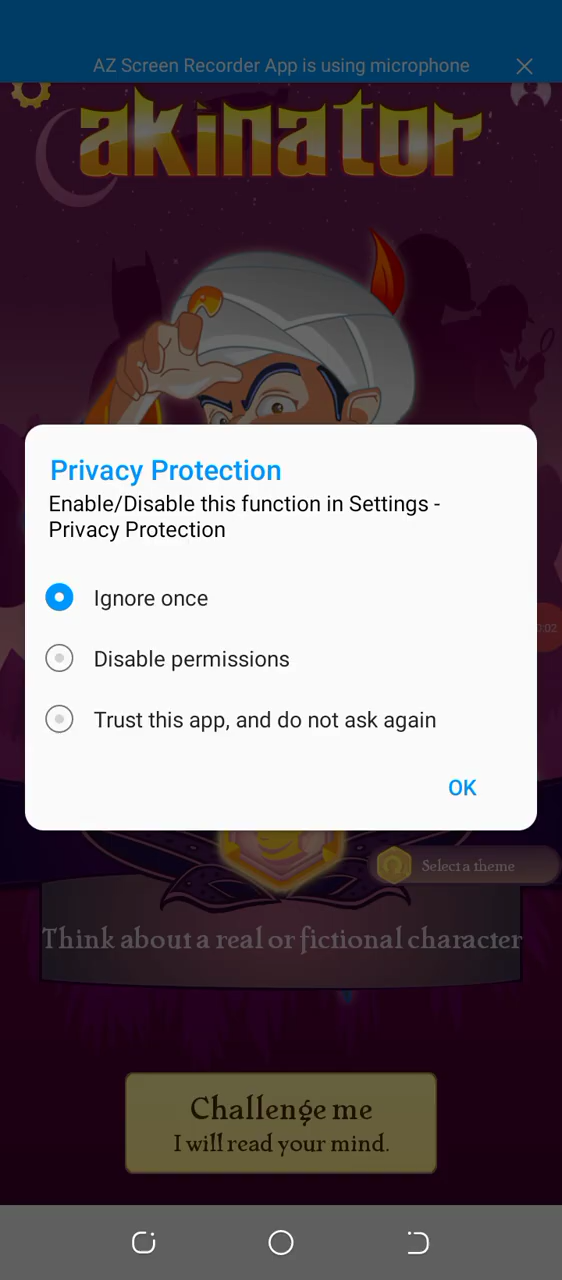 AZ Screen Recorder App is using microphone
akinator
Privacy Protection
Enable/Disable this function in Settings -
Privacy Protection
Ignore once
:02
Disable permissions
Trust this app, and do not ask again
OK
Select a theme
Think about a real or fictional character
Challenge me
I will read your mind.